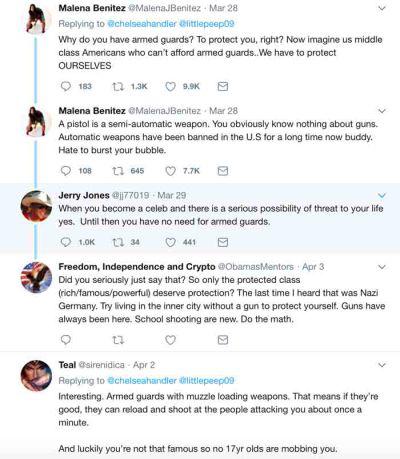 Malena Benitez @MalenaJBenitez · Mar 28
Replying to @chelseahandler @littlepeep09
Why do you have armed guards? To protect you, right? Now imagine us middle
class Americans who can't afford armed guards..We have to protect
OURSELVES
183 1.3K 9.9K
Malena Benitez @MalenaJBenitez · Mar 28
A pistol is a semi-automatic weapon. You obviously know nothing about guns.
Automatic weapons have been banned in the U.S for a long time now buddy.
Hate to burst your bubble.
108 645 7.7K
Jerry Jones @jj77019 · Mar 29
When you become a celeb and there is a serious possibility of threat to your life
yes. Until then you have no need for armed guards.
1.0K 34 441
Freedom, Independence and Crypto @ObamasMentors · Apr 3
Did you seriously just say that? So only the protected class
(rich/famous/powerful) deserve protection? The last time I heard that was Nazi
Germany. Try living in the inner city without a gun to protect yourself. Guns have
always been here. School shooting are new. Do the math.
Teal @sirenidica · Apr 2
Replying to @chelseahandler @littlepeep09
Interesting. Armed guards with muzzle loading weapons. That means if they're
good, they can reload and shoot at the people attacking you about once a
minute.
And luckily you're not that famous so no 17yr olds are mobbing you.